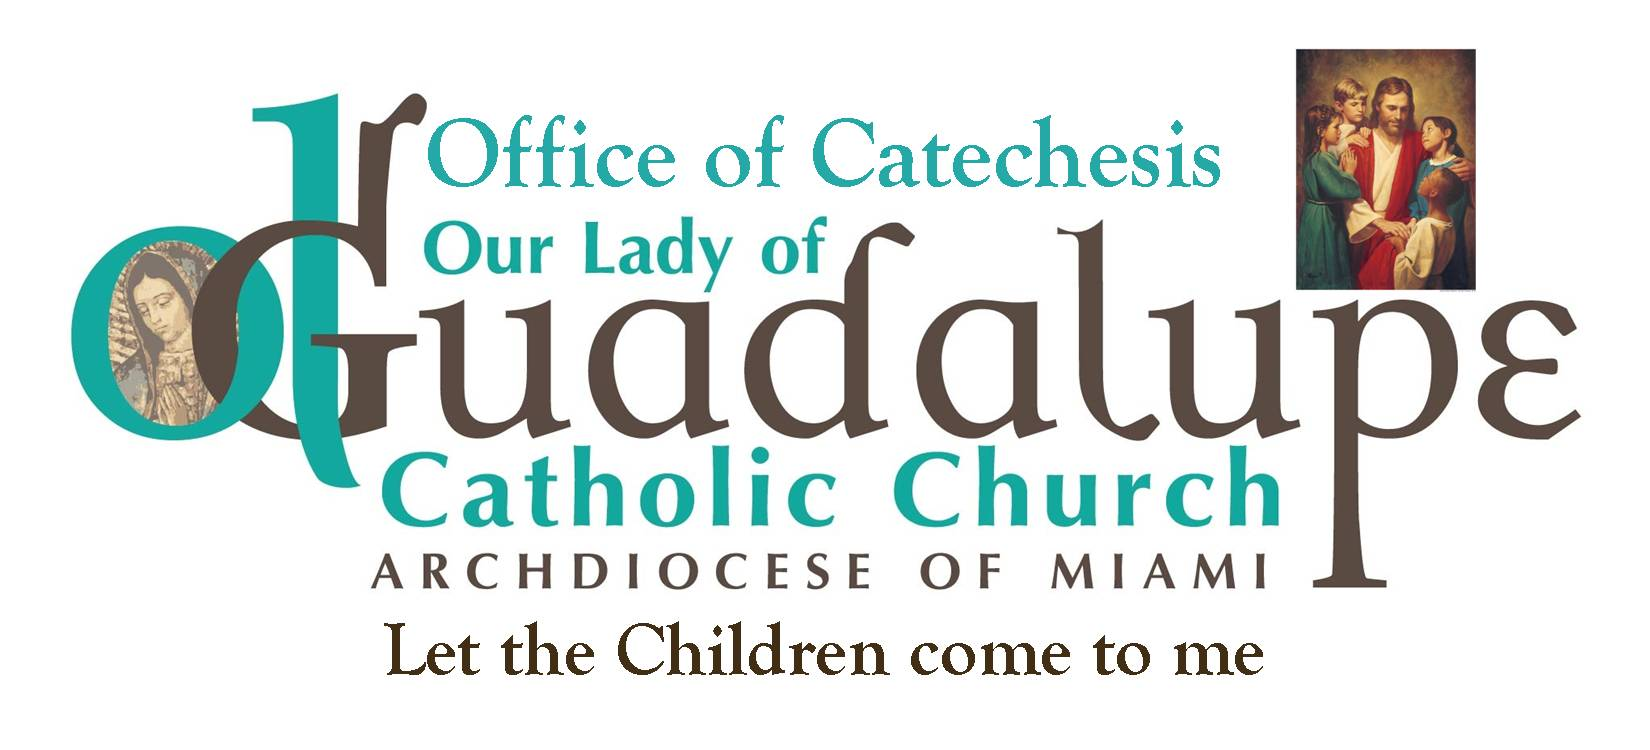 Office of Catechesis
Our Lady of
Guadalupe
Catholic Church
ARCHDIOCESE OF MIAMI
Let the Children come to me